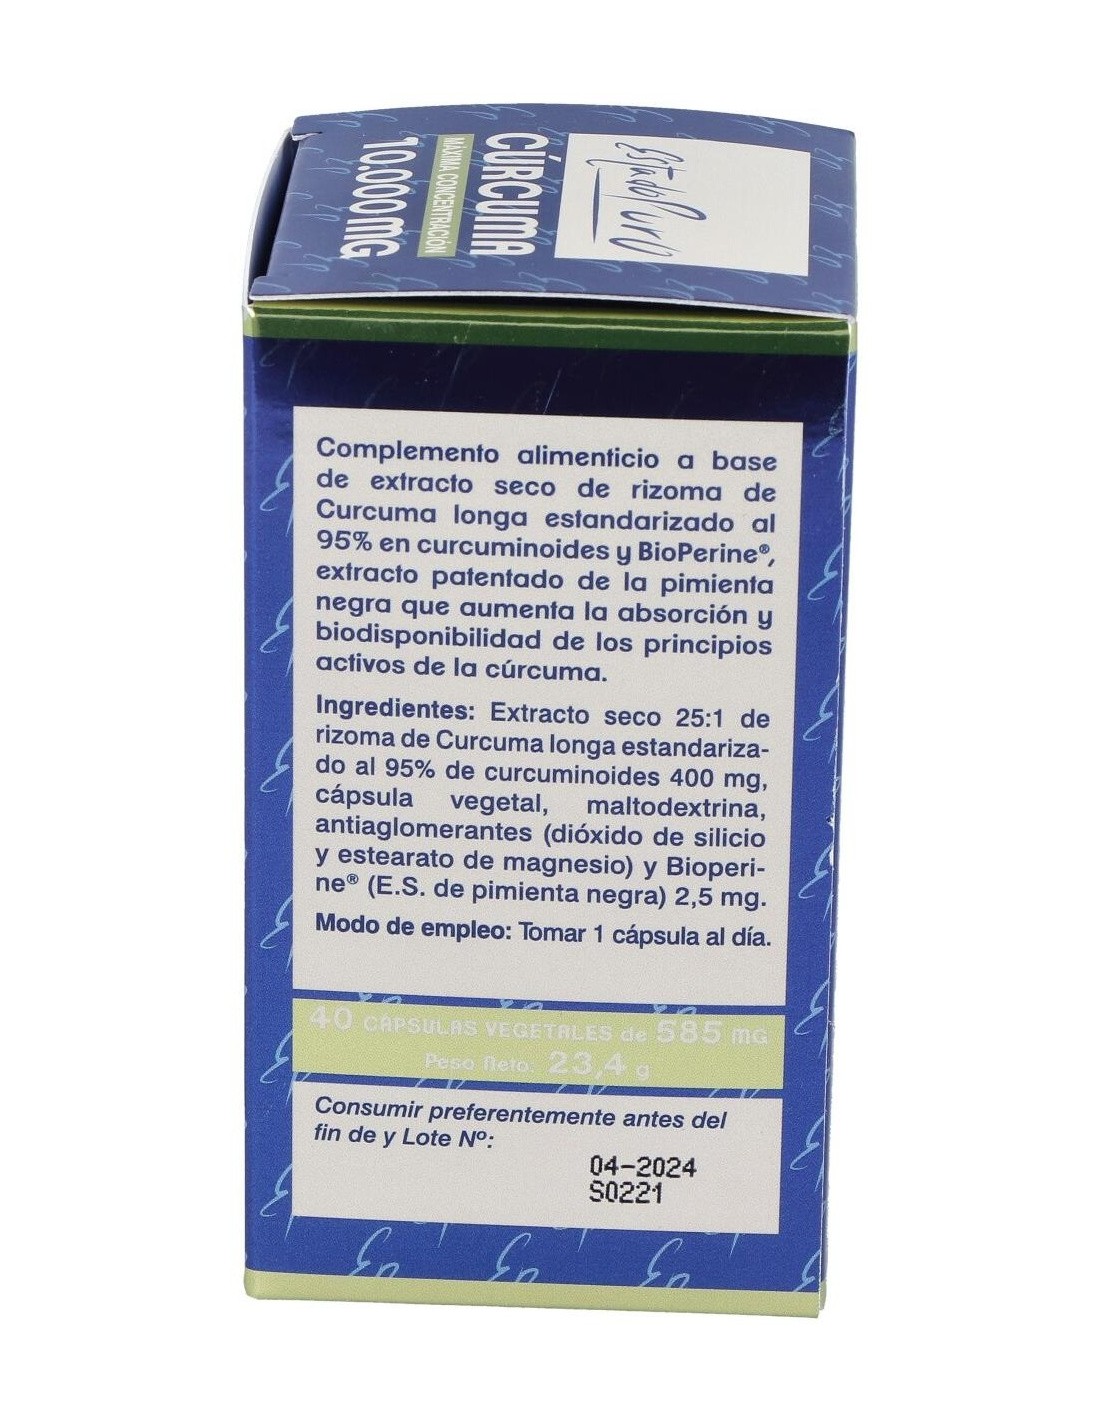 Estado Puro
CÚRCUMA
MÁXIMA CONCENTRACIÓN
10.000mG
Complemento alimenticio a base
de extracto seco de rizoma de
Curcuma longa estandarizado al
95% en curcuminoides y BioPerine®,
extracto patentado de la pimienta
negra que aumenta la absorción y
biodisponibilidad de los principios
activos de la cúrcuma.
Ingredientes: Extracto seco 25:1 de
rizoma de Curcuma longa estandariza-
do al 95% de curcuminoides 400 mg,
cápsula vegetal, maltodextrina,
antiaglomerantes (dióxido de silicio
y estearato de magnesio) y Bioperi-
ne® (E.S. de pimienta negra) 2,5 mg.
Modo de empleo: Tomar 1 cápsula al día.
40 CÁPSULAS VEGETALES de 585 mG
Peso Neto: 23,4 g
Consumir preferentemente antes del
fin de y Lote Nº:
04-2024
S0221